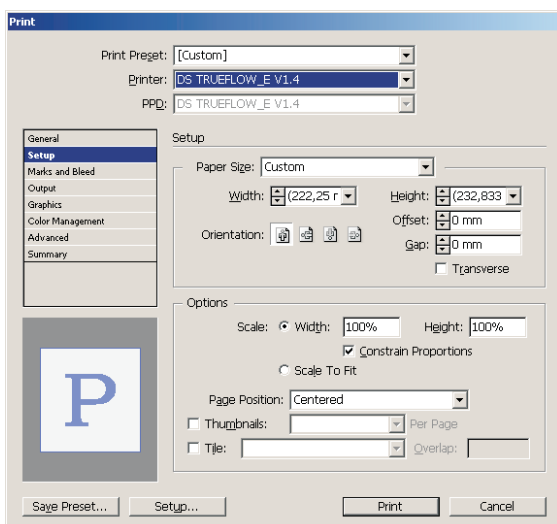 Print
Print Preset: [Custom]
Printer: DS TRUEFLOW_E V1.4
PPD: DS TRUEFLOW_E V1.4
General
Setup
Marks and Bleed
Output
Graphics
Color Management
Advanced
Summary
Setup
Paper Size: Custom
Width: (222,25 r Height: (232,833
Orientation: Offset: 0 mm
Gap: 0 mm
Transverse
Options
Scale: Width: 100% Height: 100%
Constrain Proportions
Scale To Fit
Page Position: Centered
Thumbnails: Per Page
Tile: Overlap:
P
Save Preset... Setup... Print Cancel